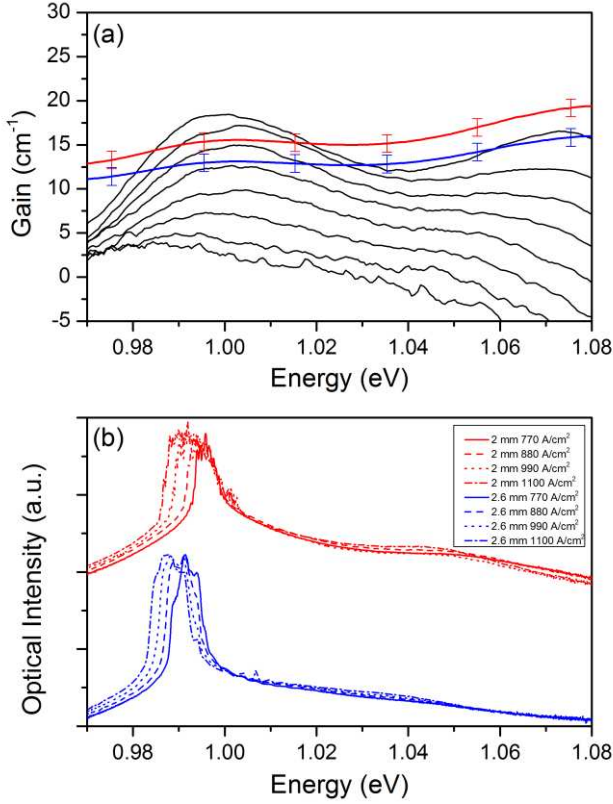 (a)
Gain (cm⁻¹)
30
25
20
15
10
5
0
-5
0.98 1.00 1.02 1.04 1.06 1.08
Energy (eV)
(b)
2 mm 770 A/cm²
2 mm 880 A/cm²
2 mm 990 A/cm²
2 mm 1100 A/cm²
2.6 mm 770 A/cm²
2.6 mm 880 A/cm²
2.6 mm 990 A/cm²
2.6 mm 1100 A/cm²
Optical Intensity (a.u.)
0.98 1.00 1.02 1.04 1.06 1.08
Energy (eV)